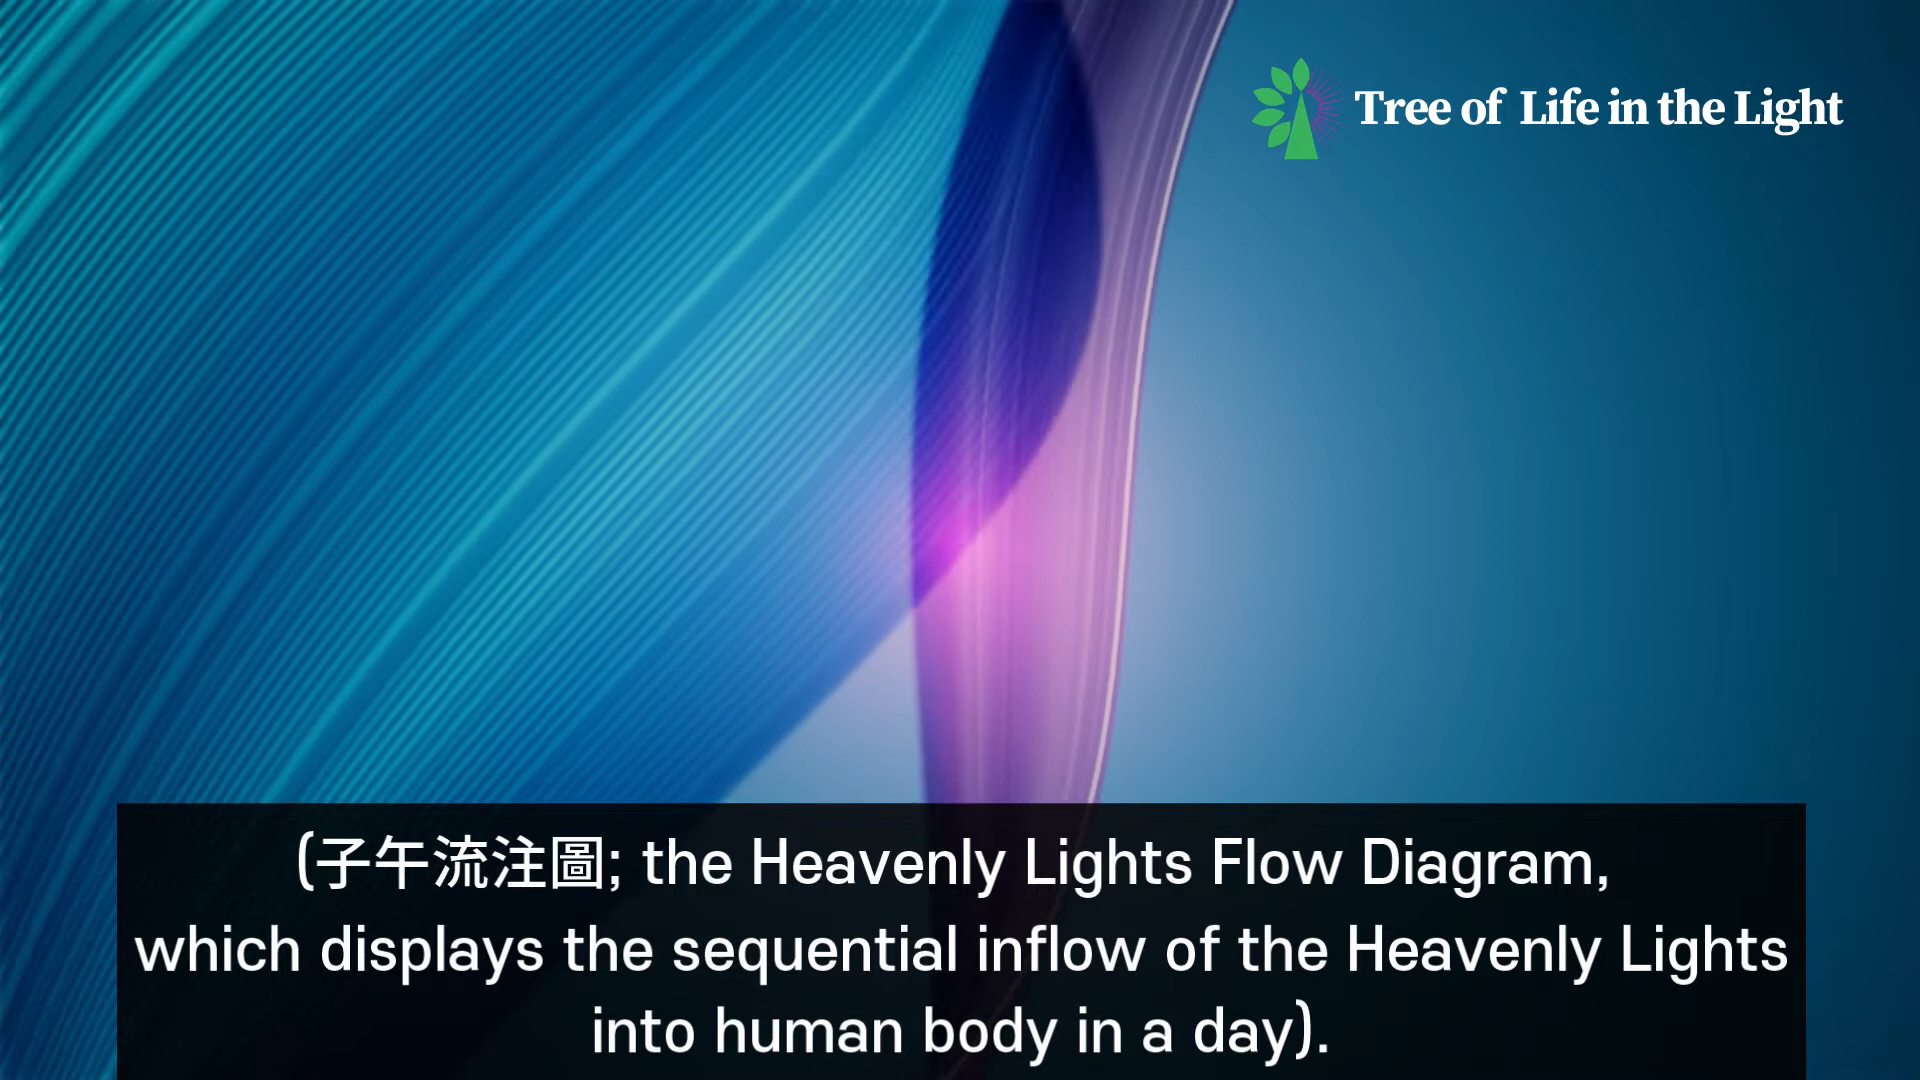 Tree of Life in the Light
(子午流注圖; the Heavenly Lights Flow Diagram,
which displays the sequential inflow of the Heavenly Lights
into human body in a day).